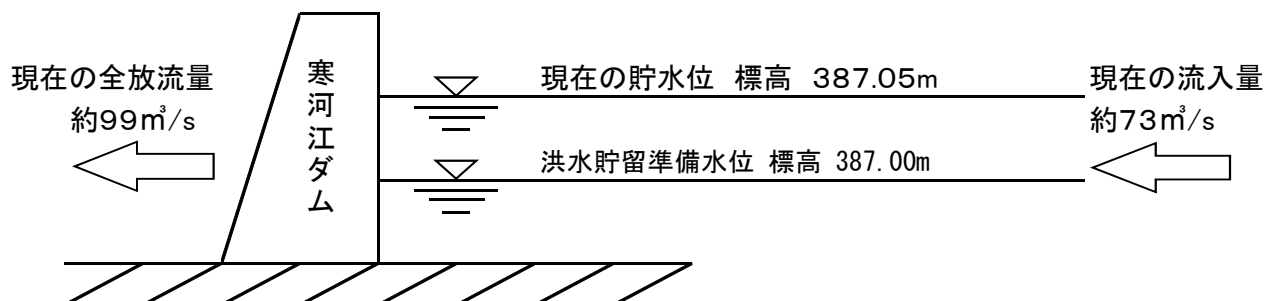 現在の全放流量
約99㎥/s
寒河江ダム
現在の貯水位 標高 387.05m
洪水貯留準備水位 標高 387.00m
現在の流入量
約73㎥/s